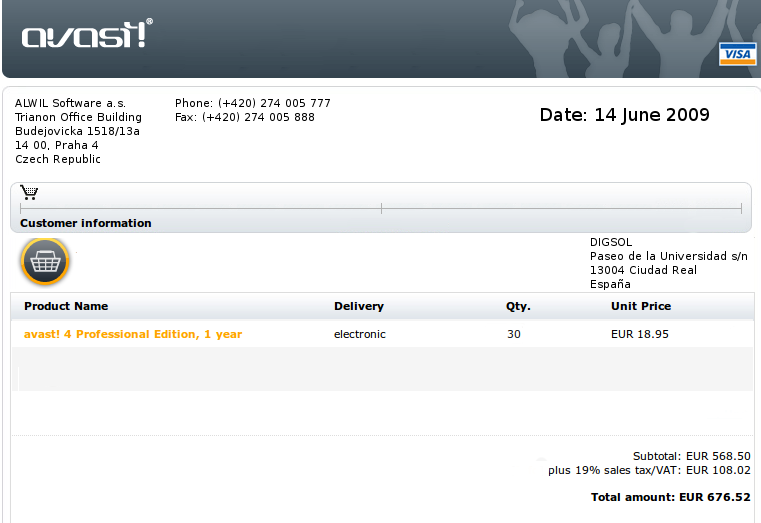 avast!®
VISA
ALWIL Software a.s.
Trianon Office Building
Budejovicka 1518/13a
14 00, Praha 4
Czech Republic
Phone: (+420) 274 005 777
Fax: (+420) 274 005 888
Date: 14 June 2009
Customer information
DIGSOL
Paseo de la Universidad s/n
13004 Ciudad Real
España
Product Name Delivery Qty. Unit Price
avast! 4 Professional Edition, 1 year electronic 30 EUR 18.95
Subtotal: EUR 568.50
plus 19% sales tax/VAT: EUR 108.02
Total amount: EUR 676.52